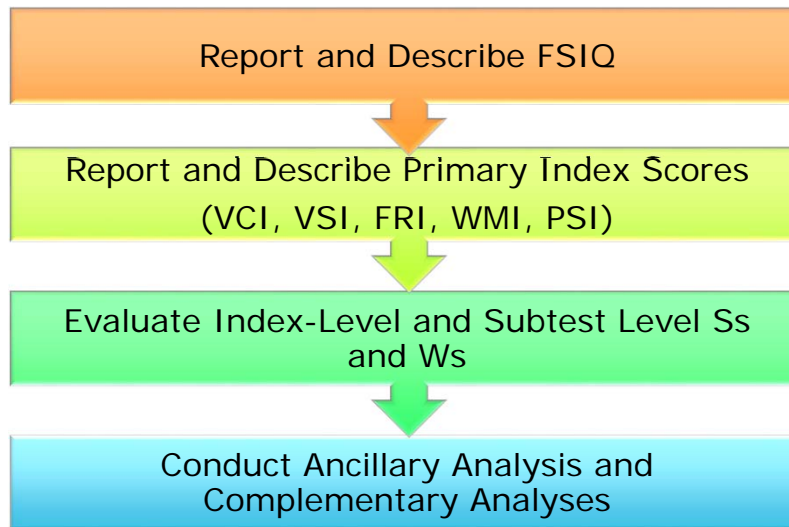 Report and Describe FSIQ
Report and Describe Primary Index Scores
(VCI, VSI, FRI, WMI, PSI)
Evaluate Index-Level and Subtest Level Ss
and Ws
Conduct Ancillary Analysis and
Complementary Analyses